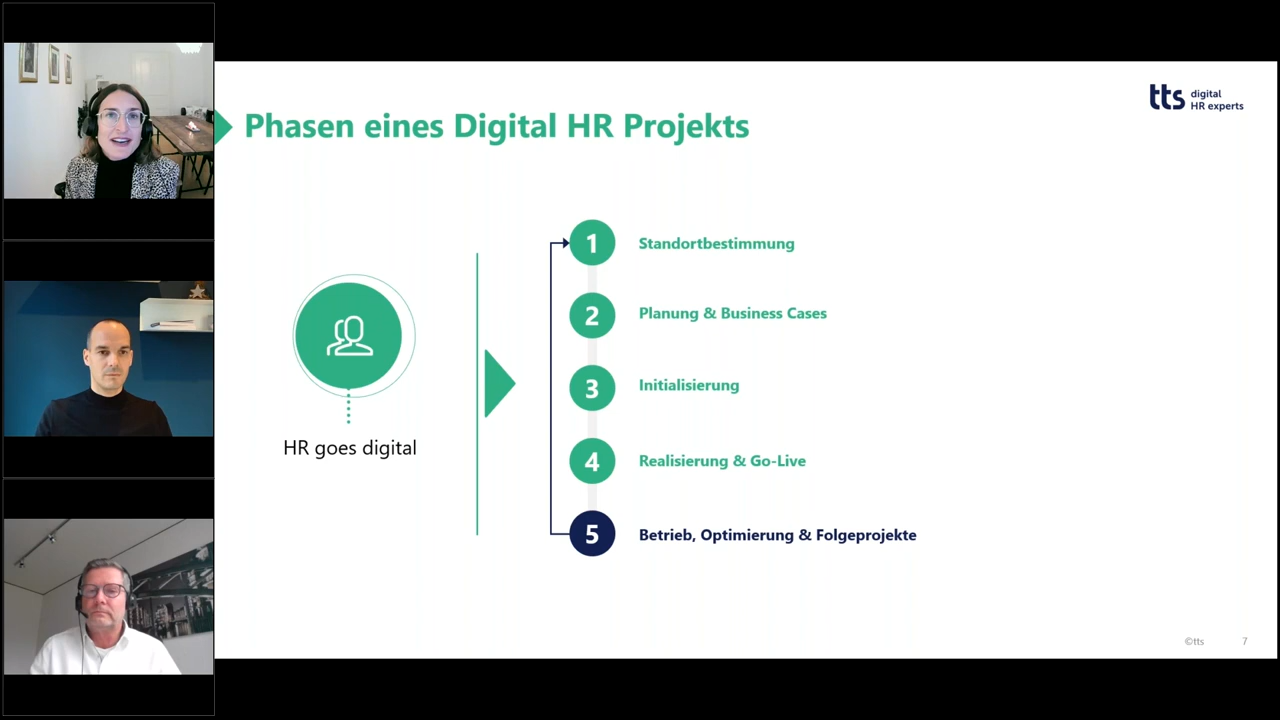 Phasen eines Digital HR Projekts
tts digital
HR experts
1 Standortbestimmung
2 Planung & Business Cases
3 Initialisierung
4 Realisierung & Go-Live
5 Betrieb, Optimierung & Folgeprojekte
HR goes digital
©tts 7